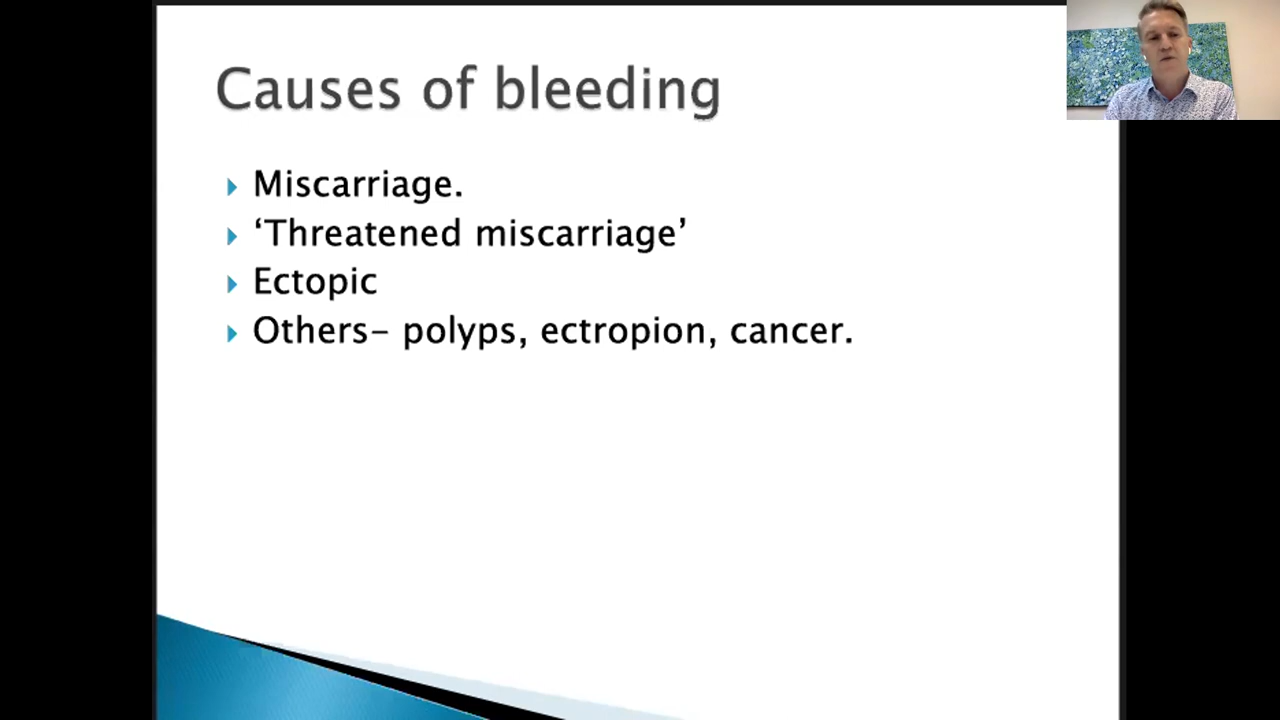 Causes of bleeding
Miscarriage.
‘Threatened miscarriage’
Ectopic
Others– polyps, ectropion, cancer.